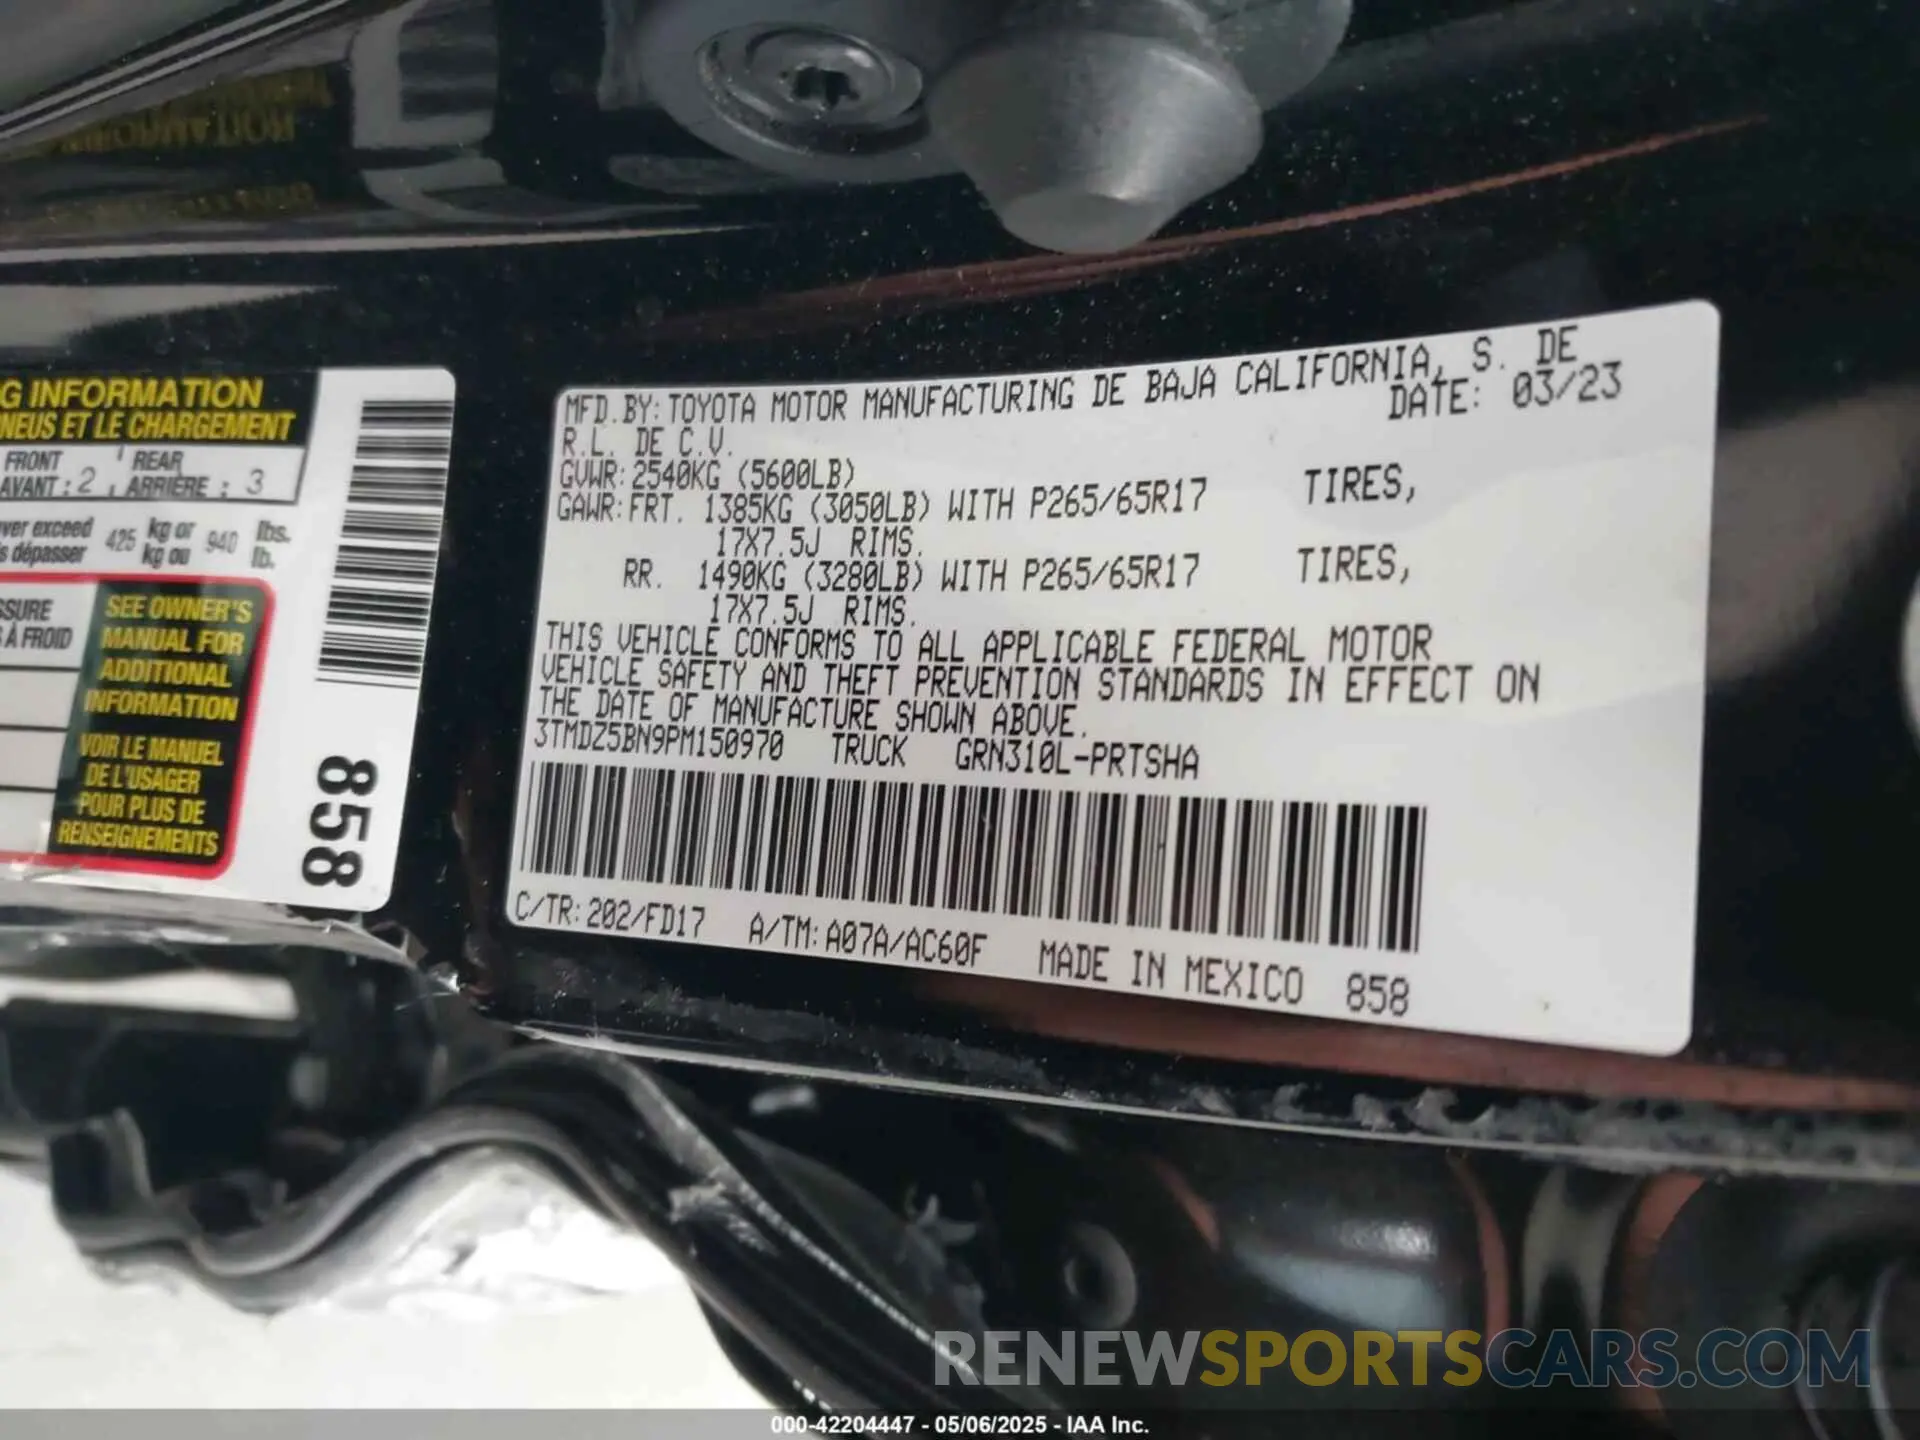 G INFORMATION
NEUS ET LE CHARGEMENT
FRONT REAR
AVANT : 2 , ARRIÈRE : 3
ver exceed 425 kg or 940 lbs.
s dépasser kg ou lb.
SSURE
À FROID
SEE OWNER'S
MANUAL FOR
ADDITIONAL
INFORMATION
VOIR LE MANUEL
DE L'USAGER
POUR PLUS DE
RENSEIGNEMENTS
858
MFD.BY:TOYOTA MOTOR MANUFACTURING DE BAJA CALIFORNIA, S. DE
R.L. DE C.V. DATE: 03/23
GVWR:2540KG (5600LB)
GAWR:FRT. 1385KG (3050LB) WITH P265/65R17 TIRES,
17X7.5J RIMS.
RR. 1490KG (3280LB) WITH P265/65R17 TIRES,
17X7.5J RIMS.
THIS VEHICLE CONFORMS TO ALL APPLICABLE FEDERAL MOTOR
VEHICLE SAFETY AND THEFT PREVENTION STANDARDS IN EFFECT ON
THE DATE OF MANUFACTURE SHOWN ABOVE.
3TMDZ5BN9PM150970 TRUCK GRN310L-PRTSHA
C/TR:202/FD17 A/TM:A07A/AC60F MADE IN MEXICO 858
RENEWSPORTSCARS.COM
000-42204447 - 05/06/2025 - IAA Inc.